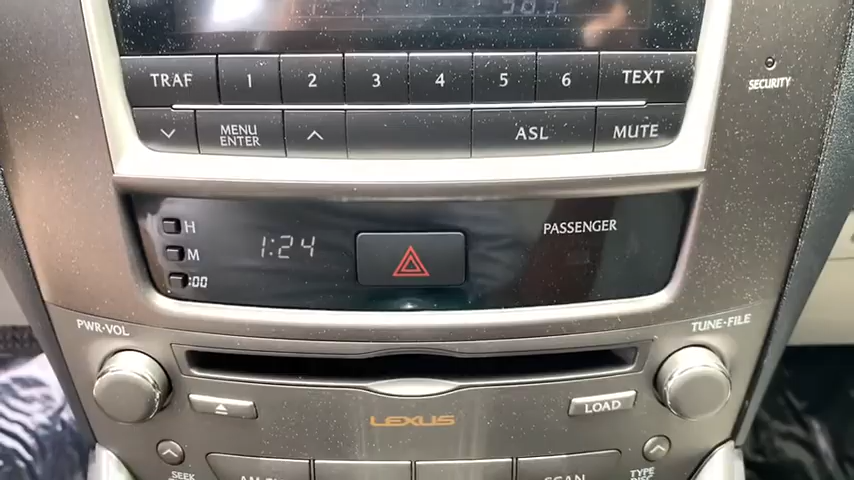 TRAF 1 2 3 4 5 6 TEXT
SECURITY
MENU
ENTER
ASL MUTE
H
M
:00
1:24
PASSENGER
PWR·VOL
TUNE·FILE
LOAD
LEXUS
SEEK
SCAN
TYPE
DISC